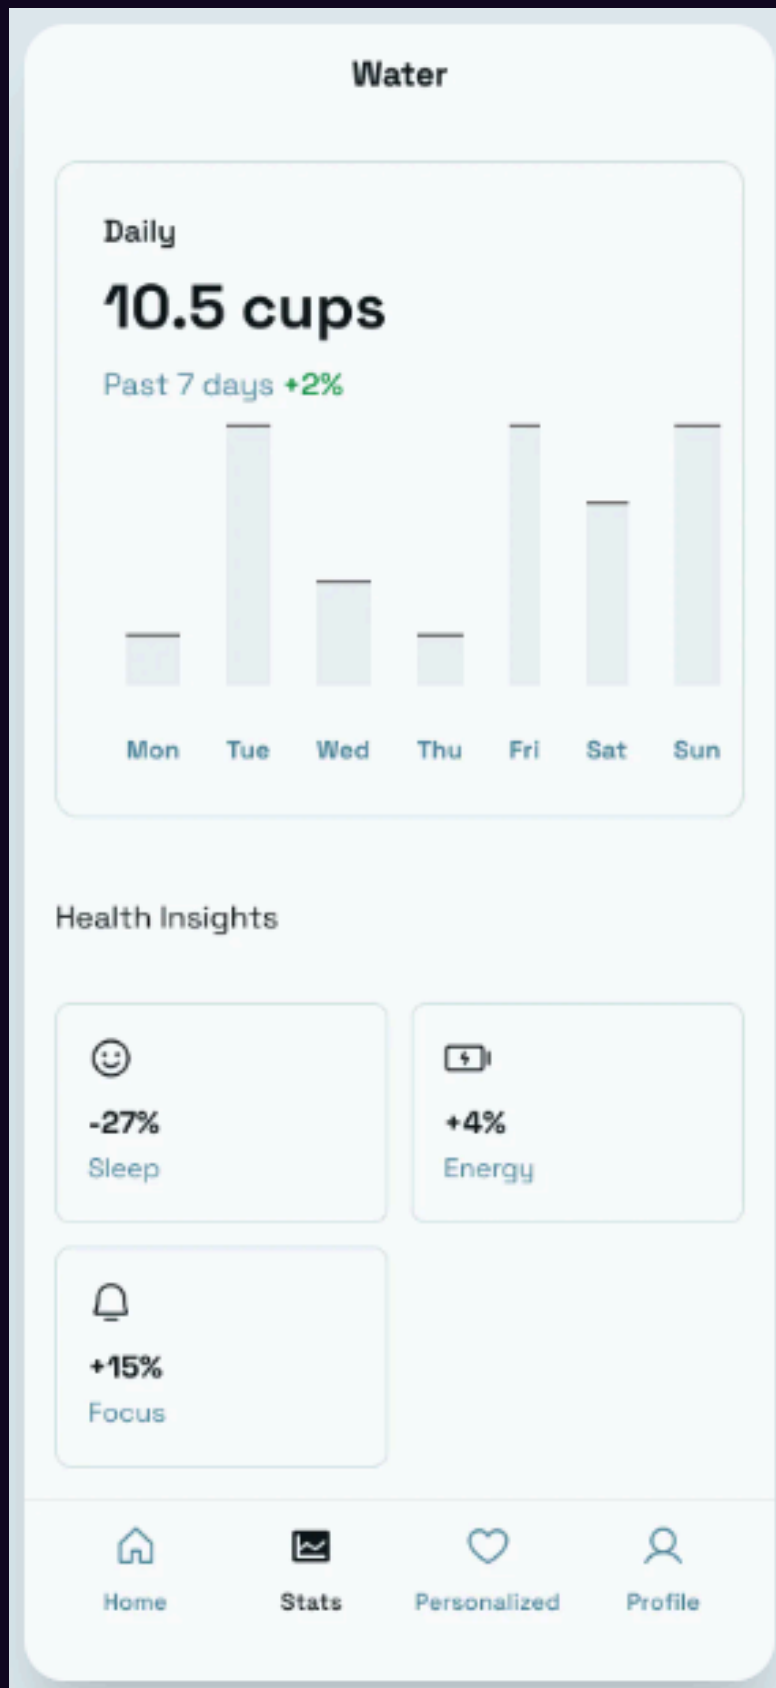 Water
Daily
10.5 cups
Past 7 days +2%
Mon Tue Wed Thu Fri Sat Sun
Health Insights
-27%
Sleep
+4%
Energy
+15%
Focus
Home Stats Personalized Profile